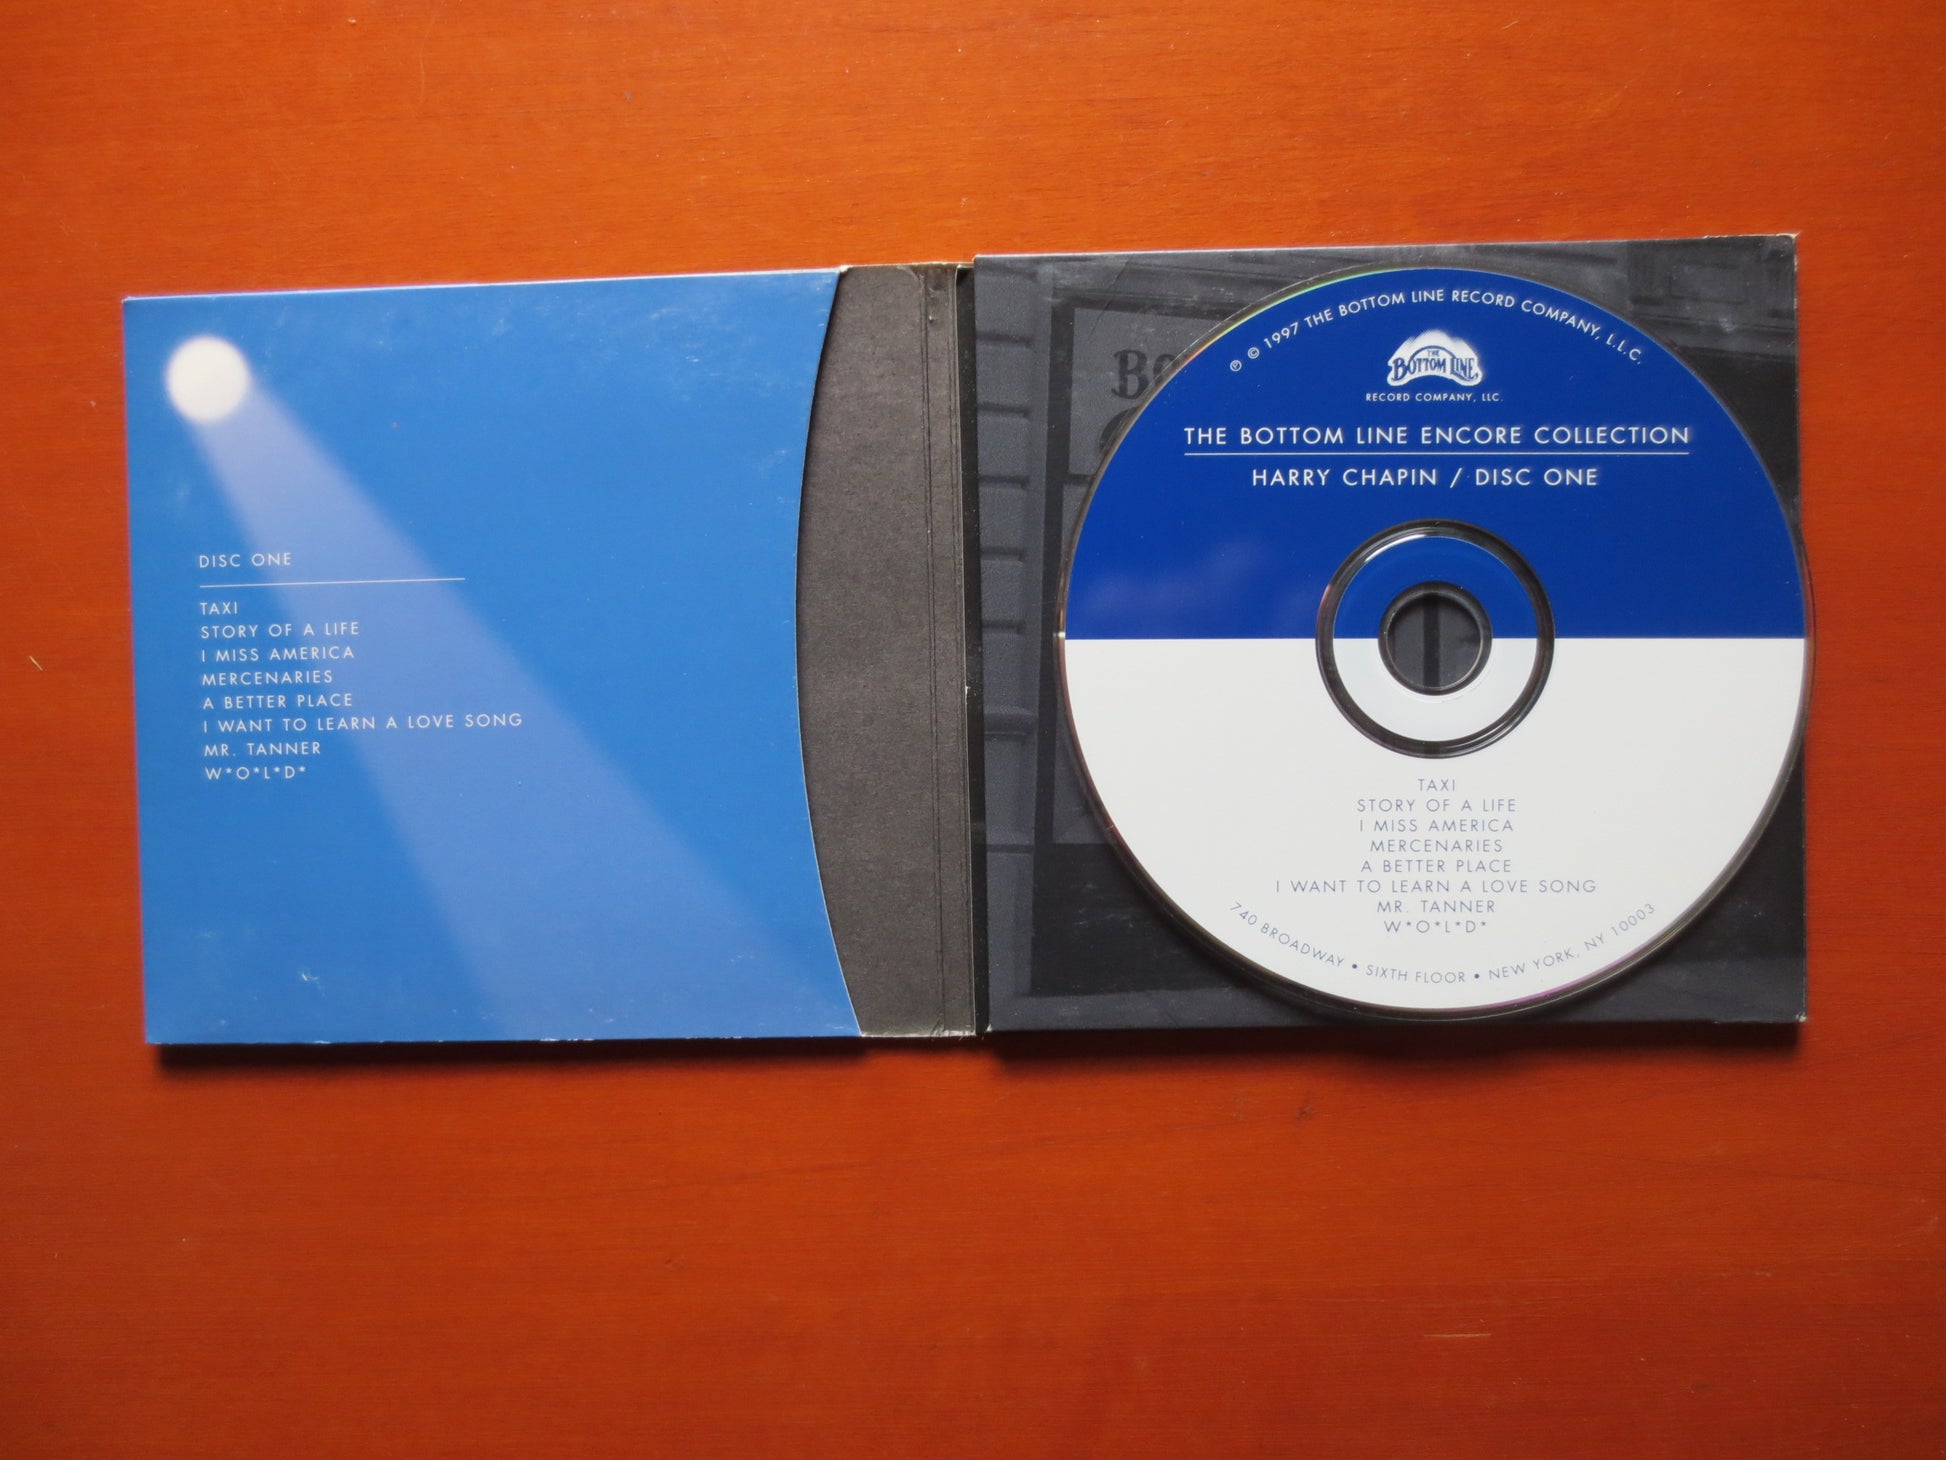 DISC ONE
TAXI
STORY OF A LIFE
I MISS AMERICA
MERCENARIES
A BETTER PLACE
I WANT TO LEARN A LOVE SONG
MR. TANNER
W*O*L*D*
℗ © 1997 THE BOTTOM LINE RECORD COMPANY, L.L.C.
THE
BOTTOM LINE
RECORD COMPANY, LLC.
THE BOTTOM LINE ENCORE COLLECTION
HARRY CHAPIN / DISC ONE
TAXI
STORY OF A LIFE
I MISS AMERICA
MERCENARIES
A BETTER PLACE
I WANT TO LEARN A LOVE SONG
MR. TANNER
W*O*L*D*
740 BROADWAY • SIXTH FLOOR • NEW YORK, NY 10003